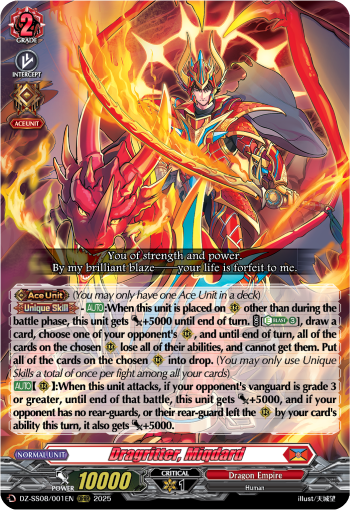 2
GRADE
INTERCEPT
ACE UNIT
You of strength and power.
By my brilliant blaze——your life is forfeit to me.
Ace Unit (You may only have one Ace Unit in a deck)
Unique Skill - AUTO:When this unit is placed on other than during the
battle phase, this unit gets +5000 until end of turn. draw a
card, choose one of your opponent's , and until end of turn, all of the
cards on the chosen lose all of their abilities, and cannot get them. Put
all of the cards on the chosen into drop. (You may only use Unique
Skills a total of once per fight among all your cards)
AUTO :When this unit attacks, if your opponent's vanguard is grade 3
or greater, until end of that battle, this unit gets +5000, and if your
opponent has no rear-guards, or their rear-guard left the by your card's
ability this turn, it also gets +5000.
NORMAL UNIT
Dragritter, Miqdard
POWER 10000
CRITICAL
1
Dragon Empire
Human
DZ-SS08/001EN 2025
illust/天城望